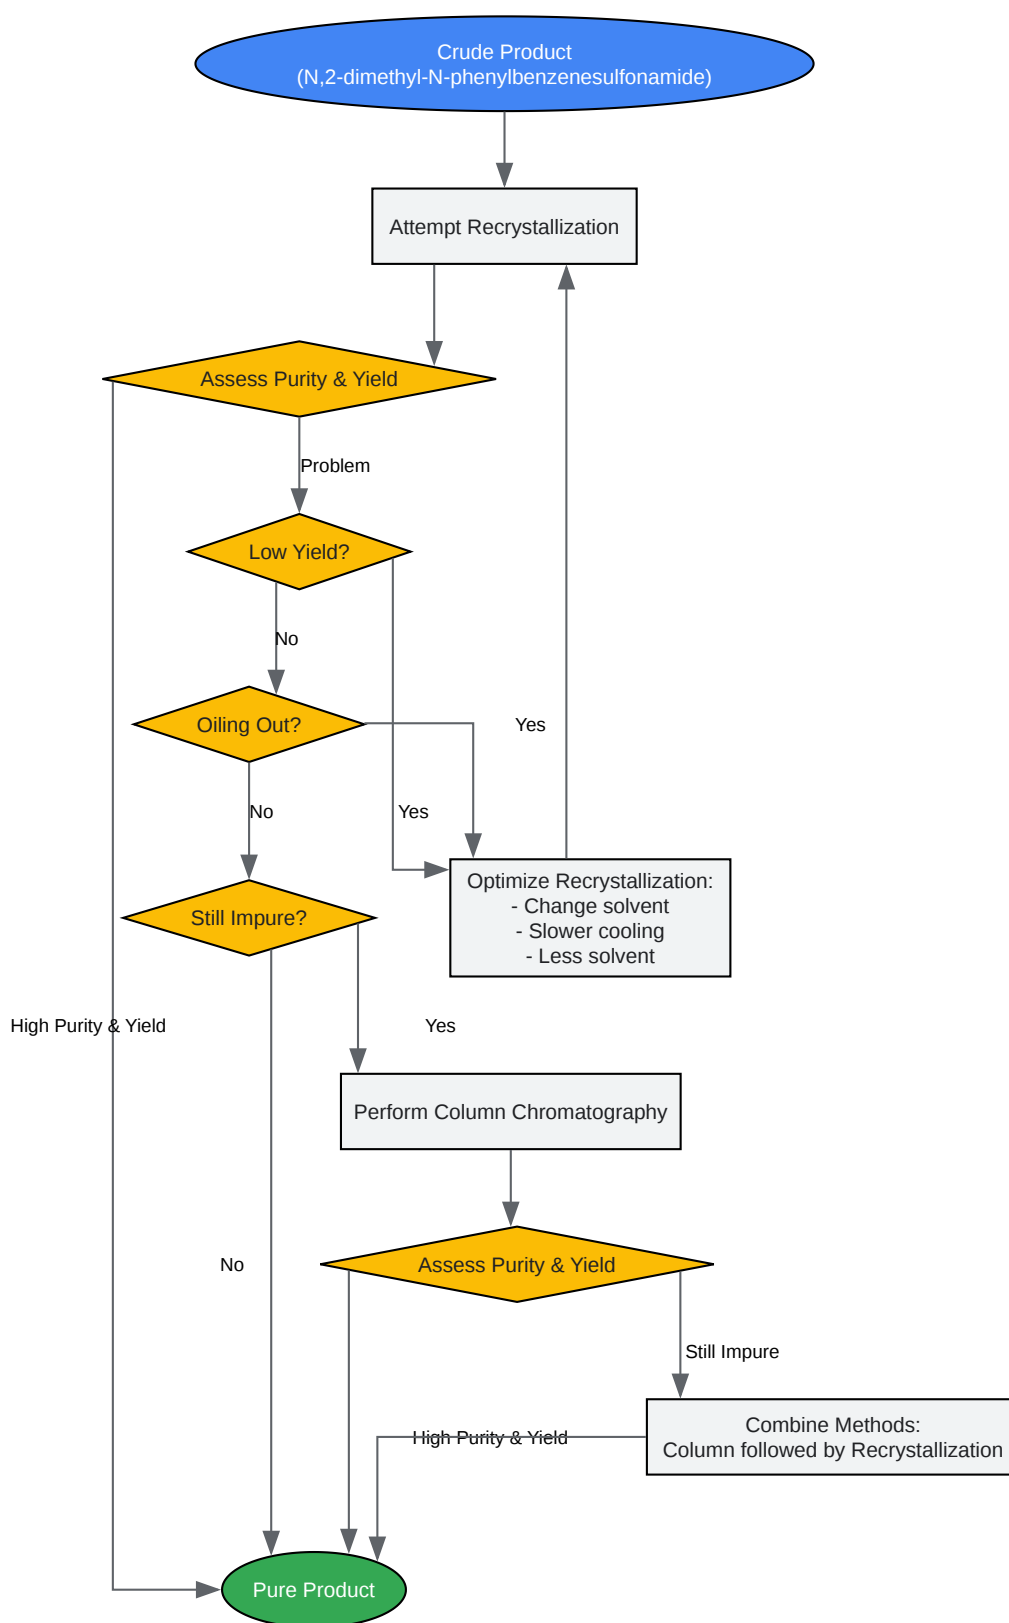 Crude Product
(N,2-dimethyl-N-phenylbenzenesulfonamide)
Attempt Recrystallization
Assess Purity & Yield
Problem
Low Yield?
No
Oiling Out?
Yes
No
Yes
Optimize Recrystallization:
- Change solvent
- Slower cooling
- Less solvent
Still Impure?
High Purity & Yield
Yes
Perform Column Chromatography
No
Assess Purity & Yield
Still Impure
High Purity & Yield
Combine Methods:
Column followed by Recrystallization
Pure Product